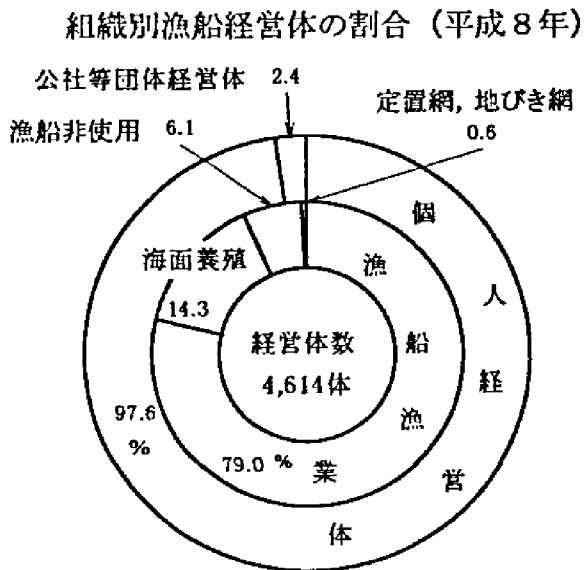 組織別漁船経営体の割合 (平成8年)
公社等団体経営体 2.4
定置網, 地びき網
0.6
漁船非使用 6.1
個人経営体
97.6
%
漁船漁業
79.0 %
海面養殖
14.3
経営体数
4,614体